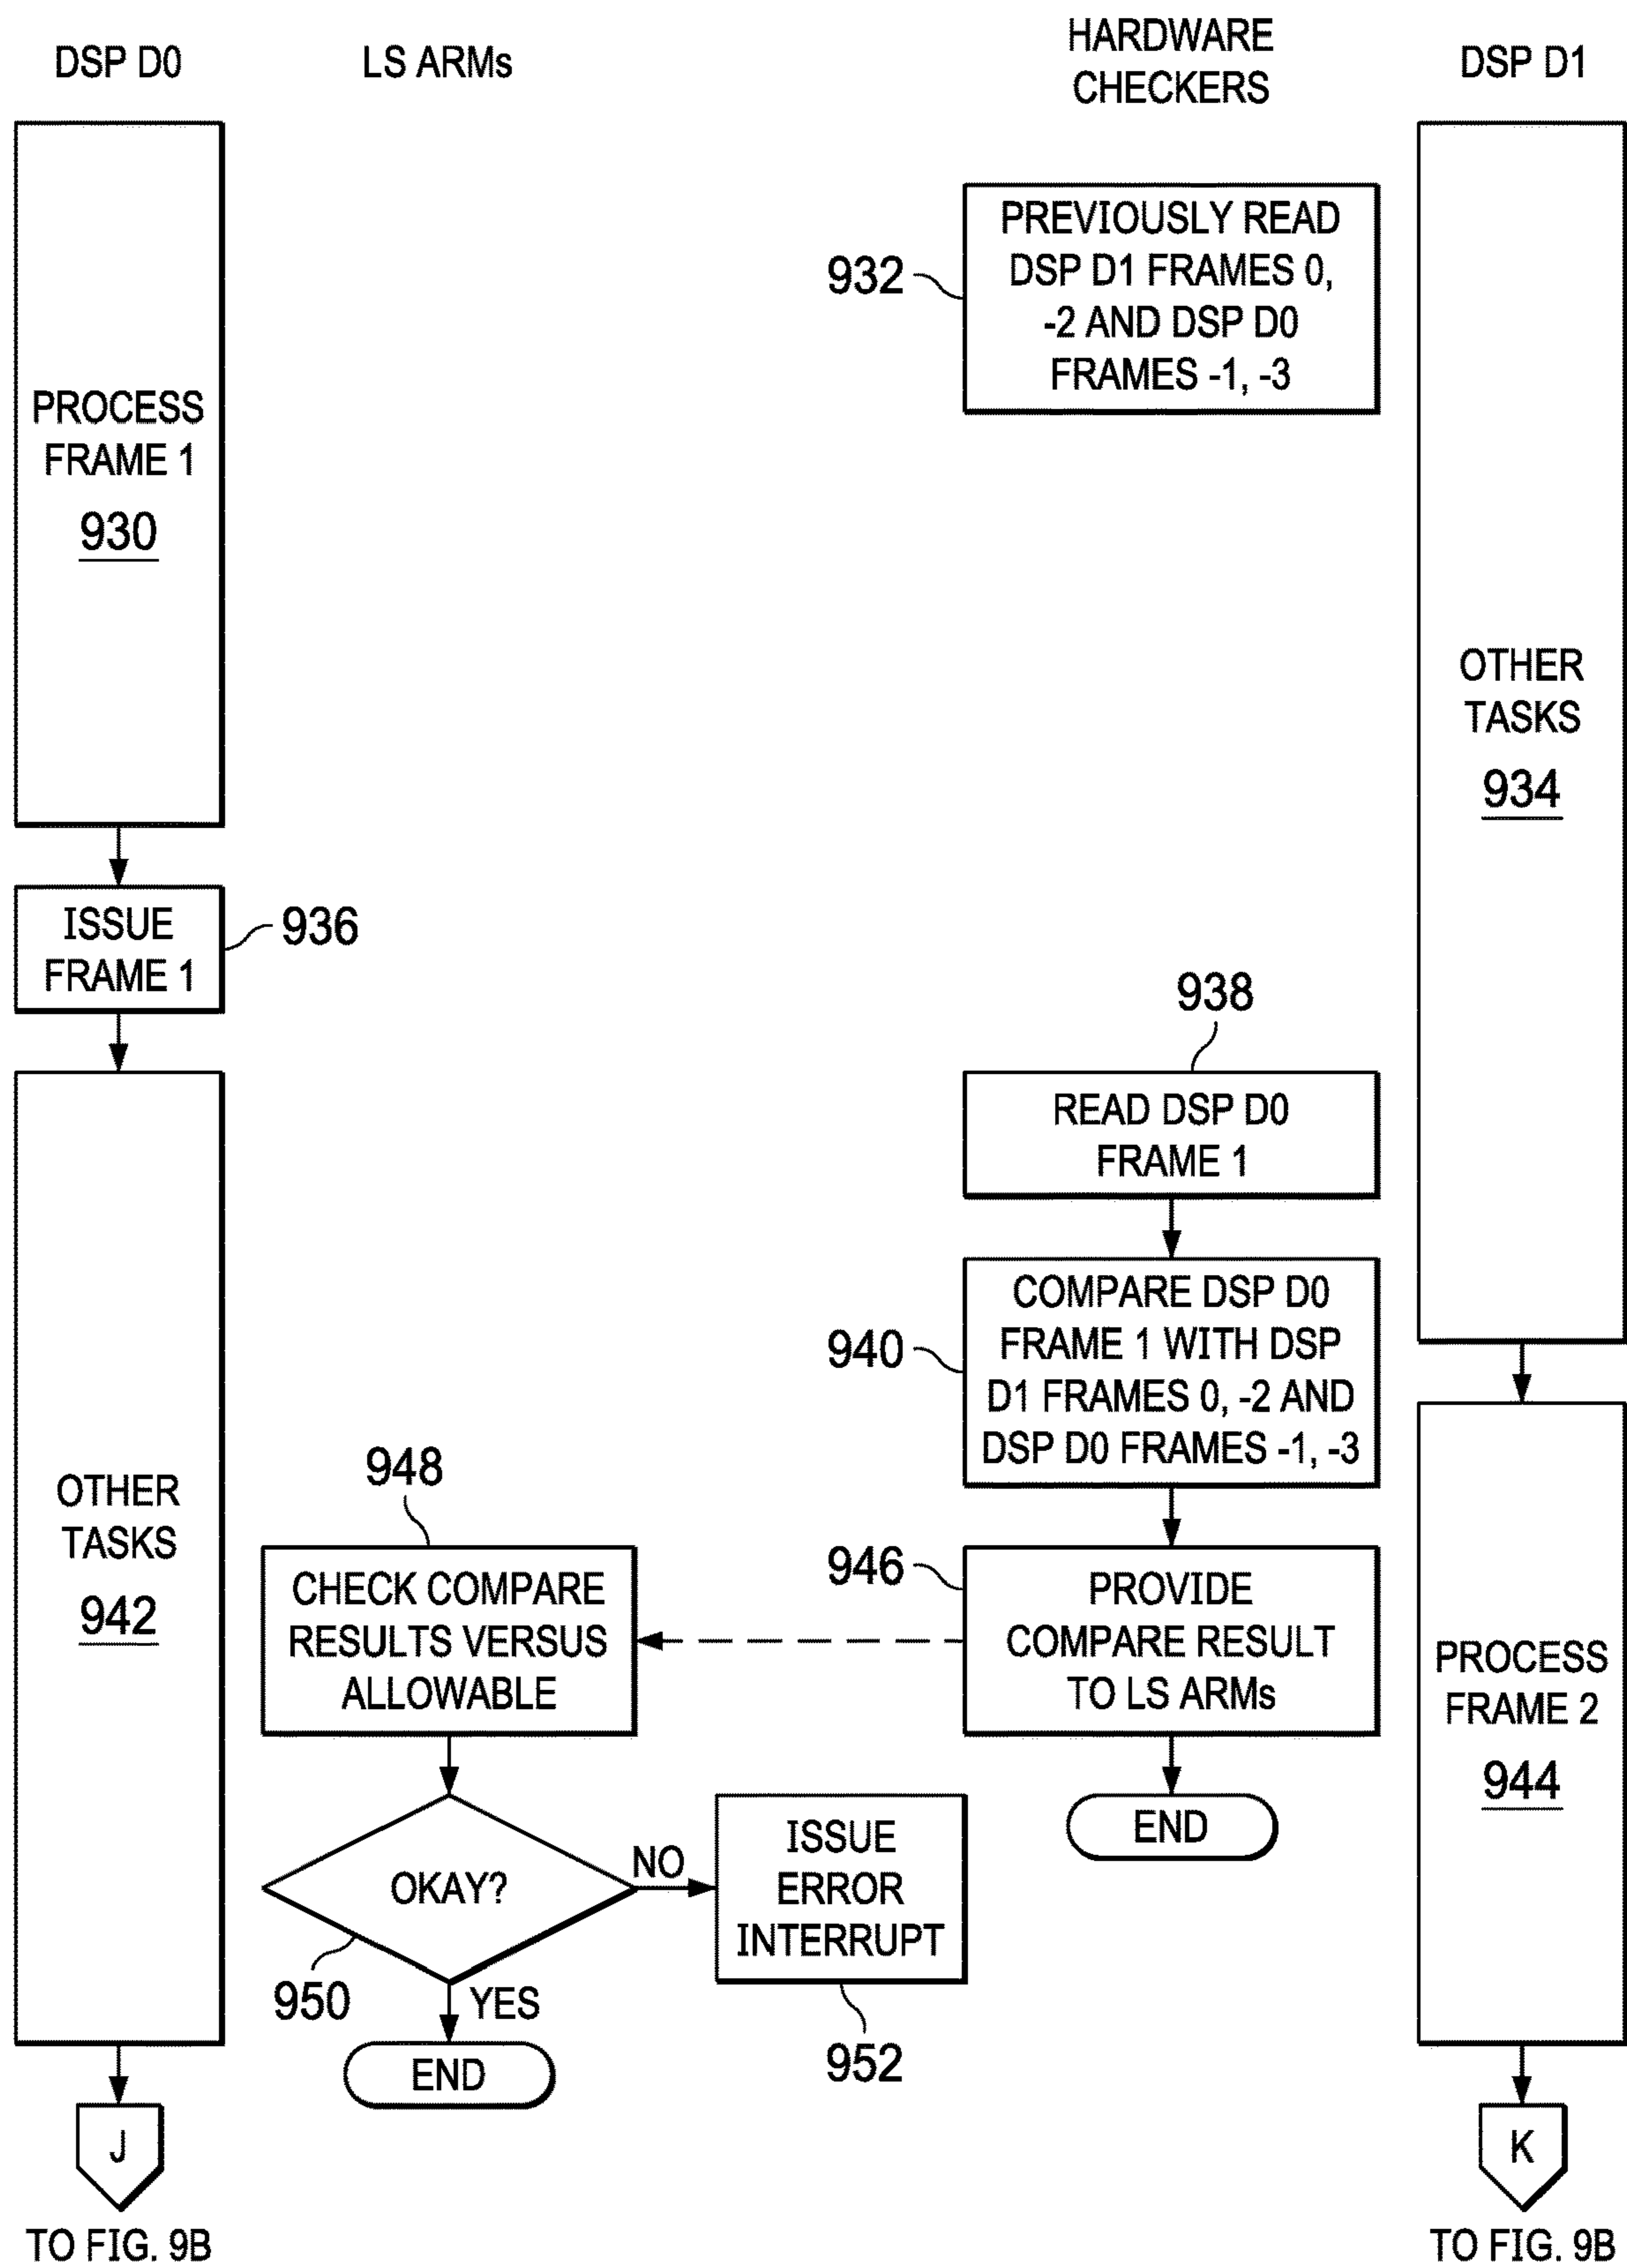 DSP D0
LS ARMs
HARDWARE
CHECKERS
DSP D1
PREVIOUSLY READ
DSP D1 FRAMES 0,
-2 AND DSP D0
FRAMES -1, -3
932
PROCESS
FRAME 1
930
OTHER
TASKS
934
ISSUE
FRAME 1
936
938
READ DSP D0
FRAME 1
COMPARE DSP D0
FRAME 1 WITH DSP
D1 FRAMES 0, -2 AND
DSP D0 FRAMES -1, -3
940
OTHER
TASKS
942
948
CHECK COMPARE
RESULTS VERSUS
ALLOWABLE
946
PROVIDE
COMPARE RESULT
TO LS ARMs
PROCESS
FRAME 2
944
END
OKAY?
NO
ISSUE
ERROR
INTERRUPT
950
YES
952
END
J
K
TO FIG. 9B
TO FIG. 9B